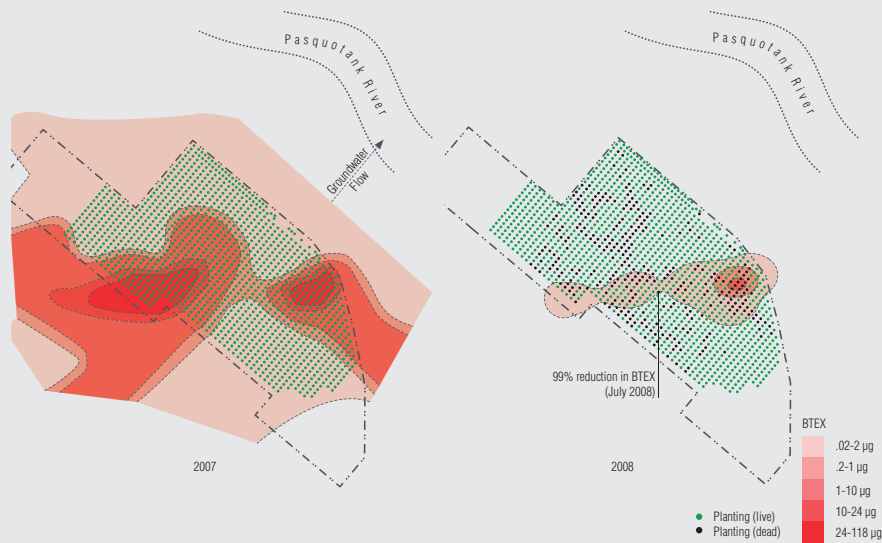 Pasquotank River
Groundwater
Flow
2007
Pasquotank River
99% reduction in BTEX
(July 2008)
2008
Planting (live)
Planting (dead)
BTEX
.02-2 µg
.2-1 µg
1-10 µg
10-24 µg
24-118 µg